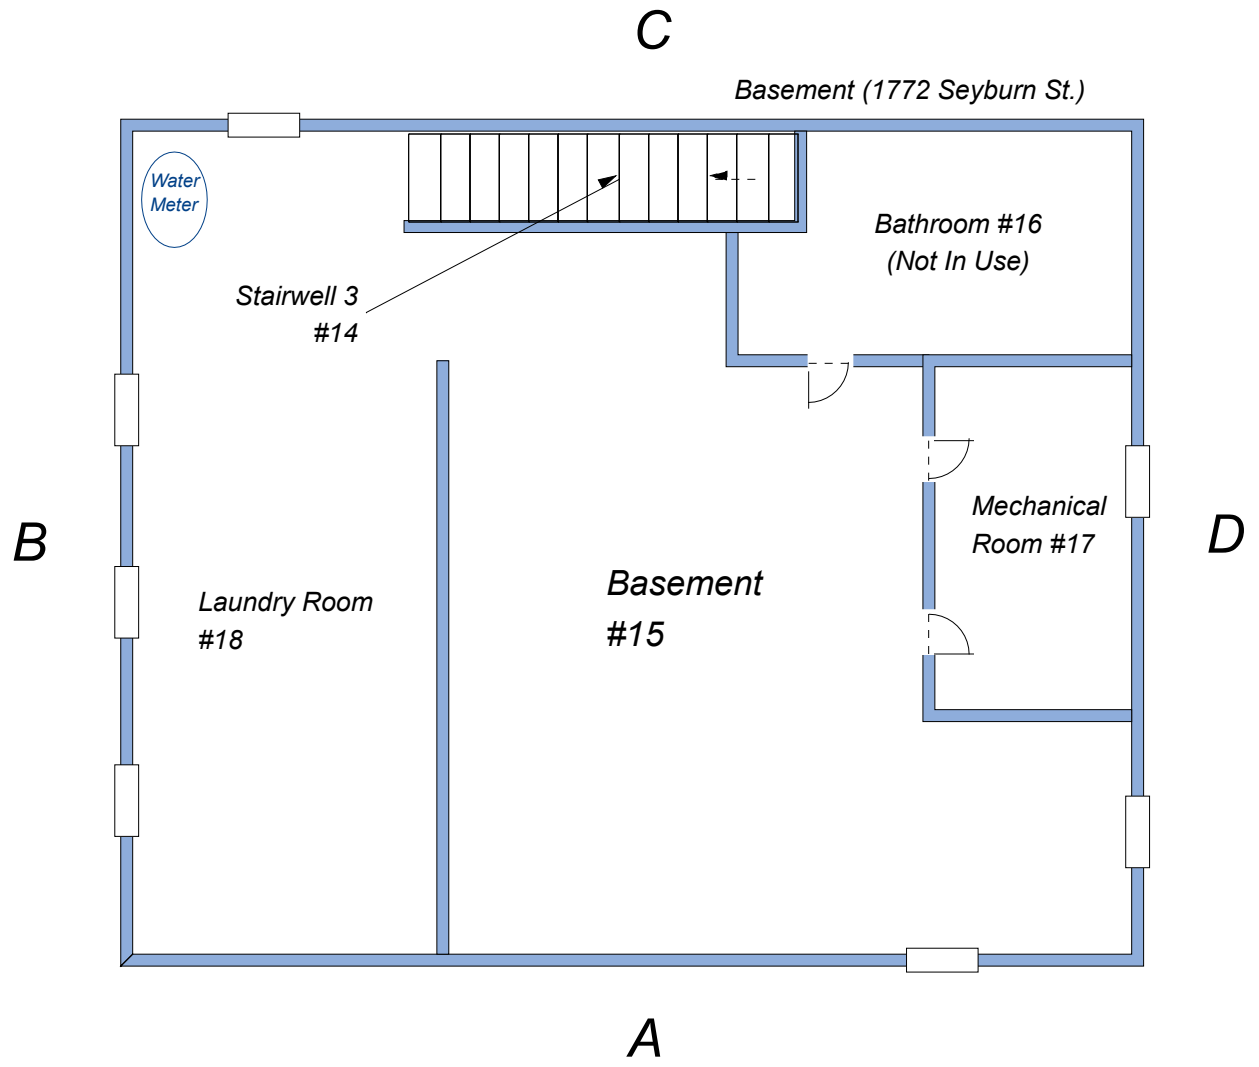 C
Basement (1772 Seyburn St.)
Water
Meter
Bathroom #16
(Not In Use)
Stairwell 3
#14
Mechanical
Room #17
B
D
Basement
#15
Laundry Room
#18
A